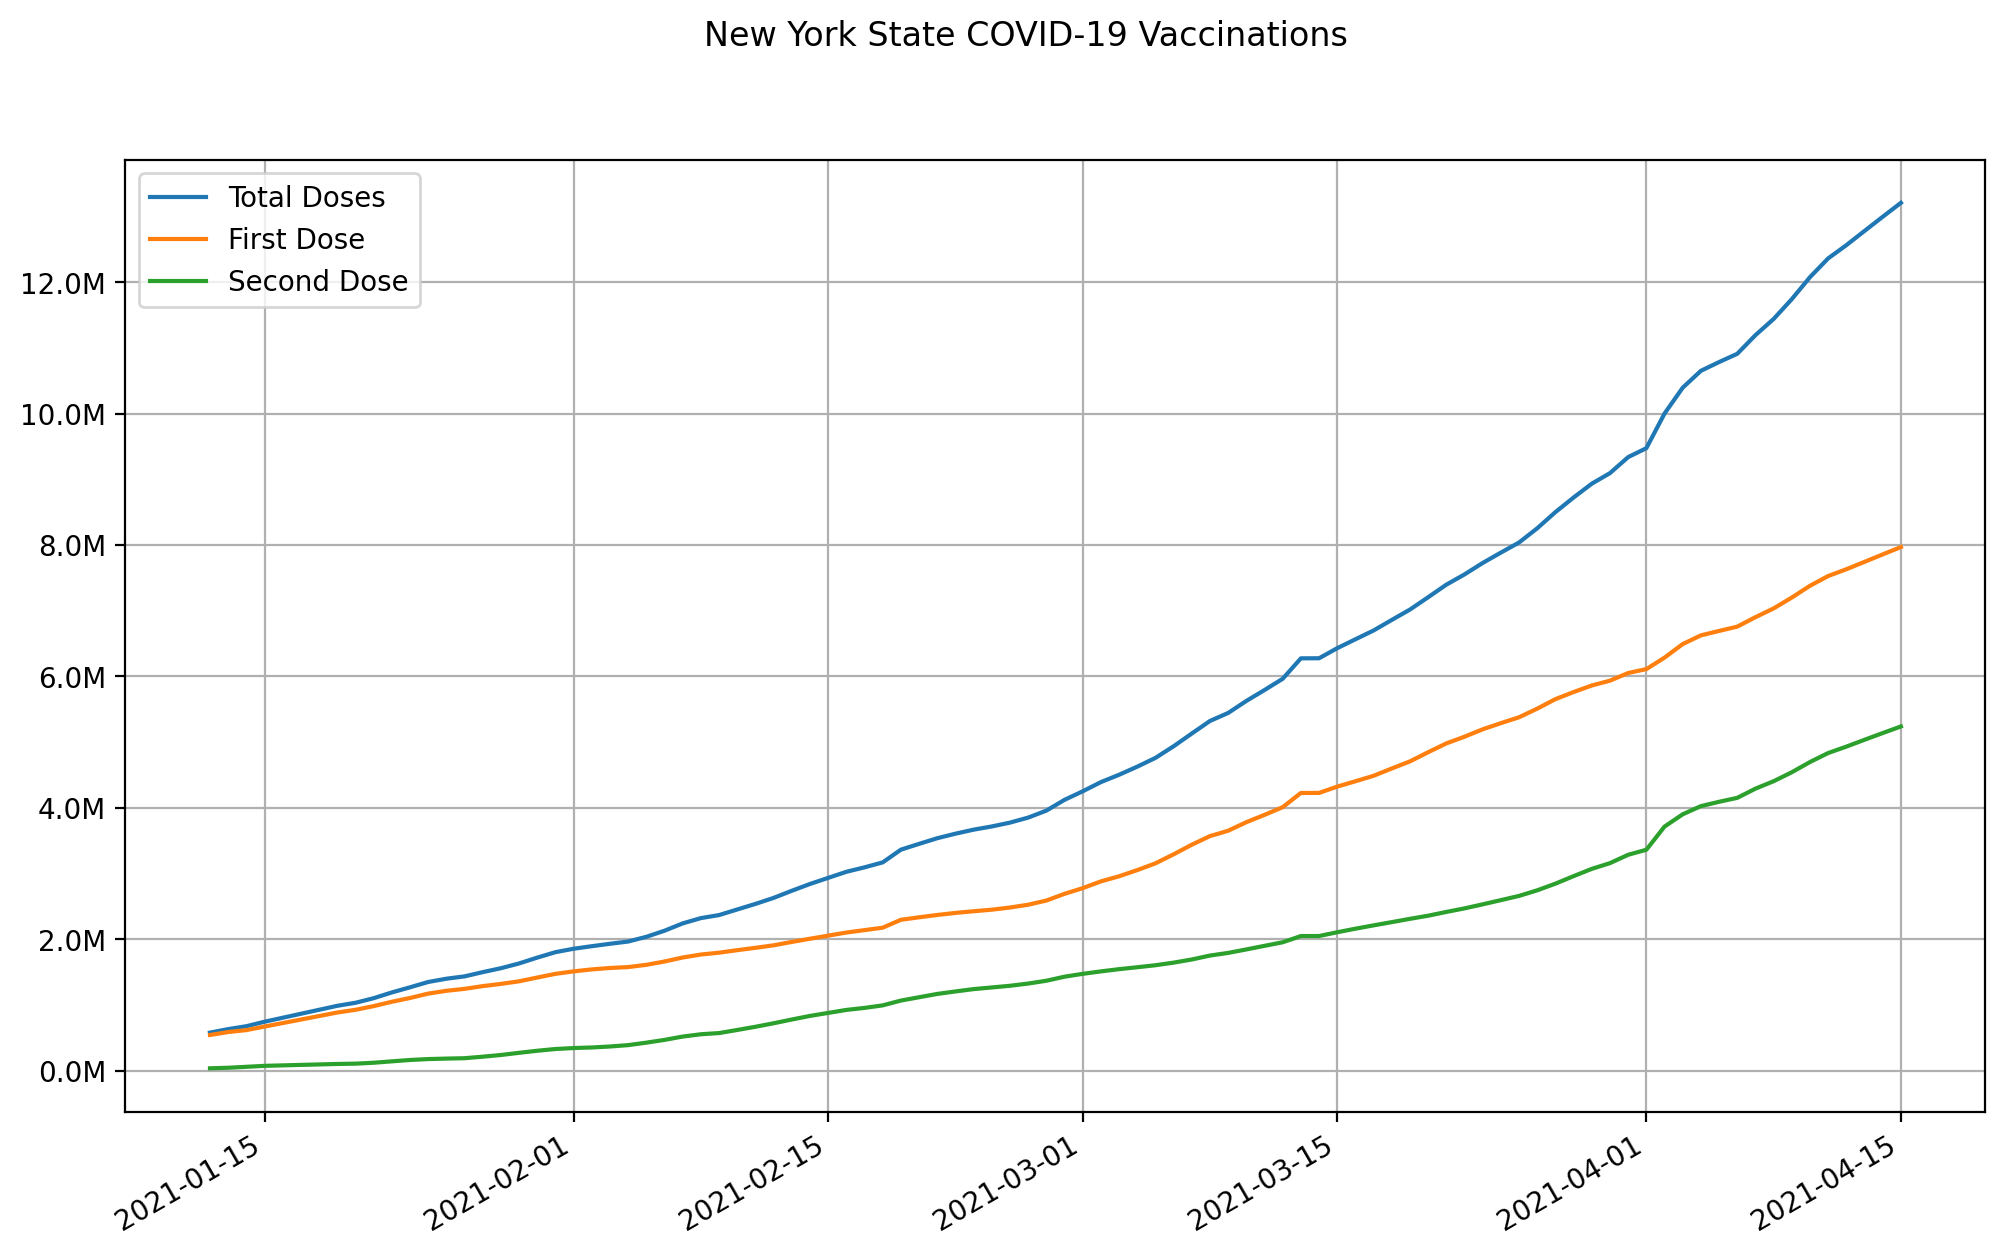 New York State COVID-19 Vaccinations
Total Doses
First Dose
Second Dose
12.0M
10.0M
8.0M
6.0M
4.0M
2.0M
0.0M
2021-01-15
2021-02-01
2021-02-15
2021-03-01
2021-03-15
2021-04-01
2021-04-15